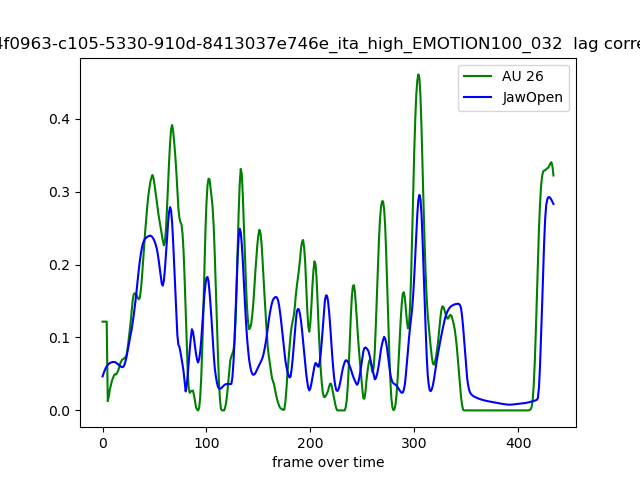 4f0963-c105-5330-910d-8413037e746e_ita_high_EMOTION100_032 lag corre
AU 26
JawOpen
0.4
0.3
0.2
0.1
0.0
0 100 200 300 400
frame over time